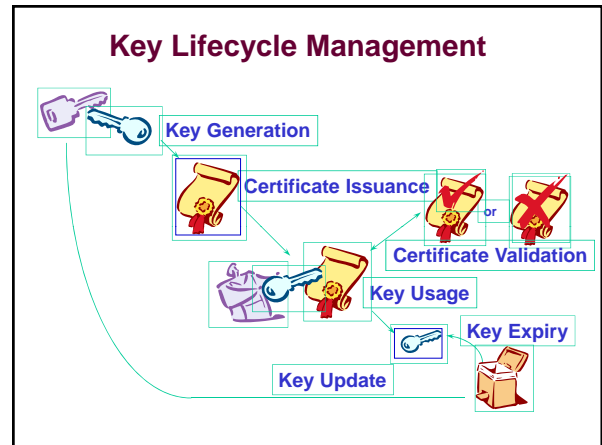 Key Lifecycle Management
Key Generation
Certificate Issuance
or
Certificate Validation
Key Usage
Key Expiry
Key Update